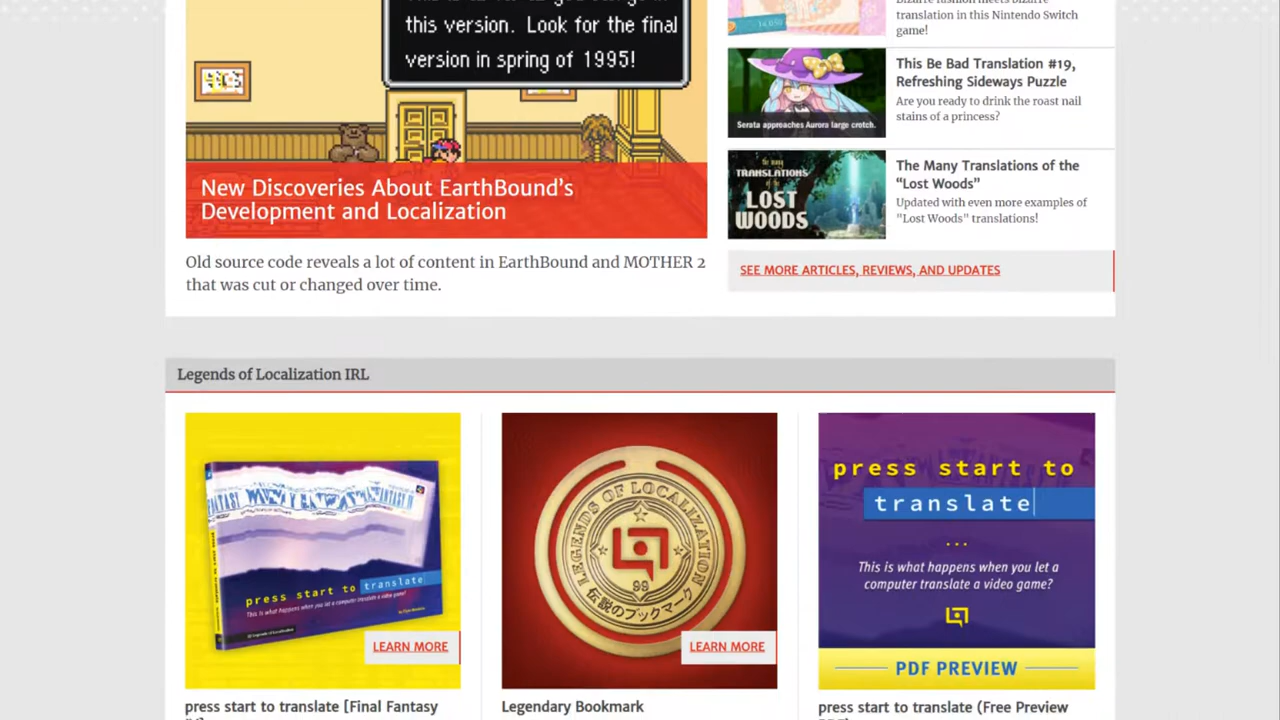 this version. Look for the final
version in spring of 1995!
New Discoveries About EarthBound’s
Development and Localization
Old source code reveals a lot of content in EarthBound and MOTHER 2
that was cut or changed over time.
translation in this Nintendo Switch
game!
This Be Bad Translation #19,
Refreshing Sideways Puzzle
Are you ready to drink the roast nail
stains of a princess?
Serata approaches Aurora large crotch.
The Many Translations of the
“Lost Woods”
Updated with even more examples of
"Lost Woods" translations!
the many
TRANSLATIONS
of the
LOST
WOODS
SEE MORE ARTICLES, REVIEWS, AND UPDATES
Legends of Localization IRL
press start to translate
This is what happens when you let a computer translate a video game!
LEARN MORE
press start to translate [Final Fantasy
LEGENDS OF LOCALIZATION
99
伝説のブックマーク
LEARN MORE
Legendary Bookmark
press start to
translate
...
This is what happens when you let a
computer translate a video game?
PDF PREVIEW
press start to translate (Free Preview